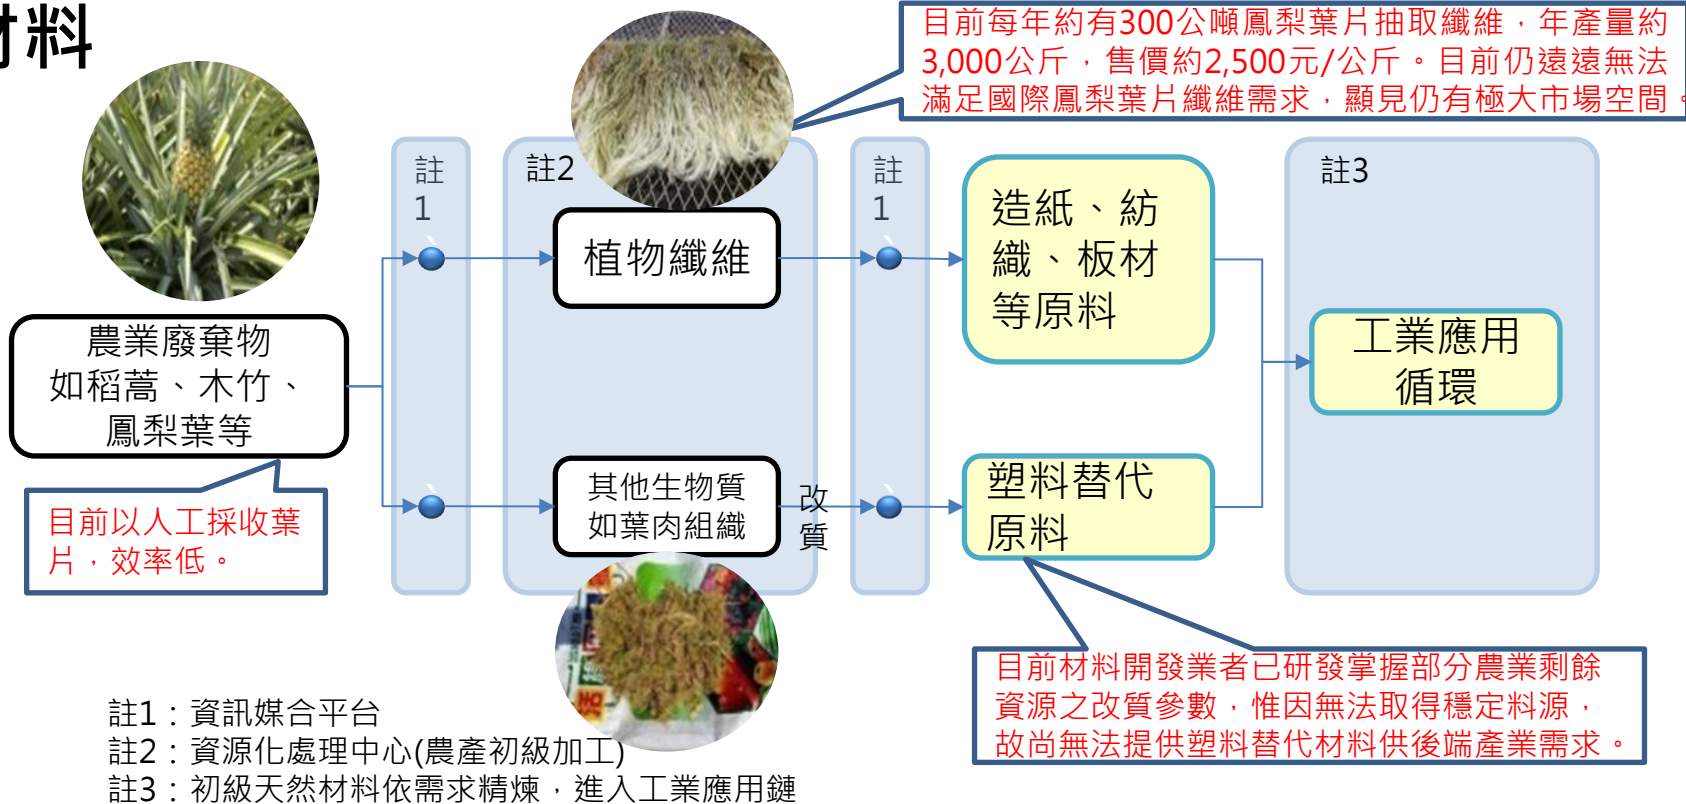 材料
目前每年約有300公噸鳳梨葉片抽取纖維，年產量約
3,000公斤，售價約2,500元/公斤。目前仍遠遠無法
滿足國際鳳梨葉片纖維需求，顯見仍有極大市場空間。
註
1
註2
註
1
註3
植物纖維
造紙、紡
織、板材
等原料
農業廢棄物
如稻蒿、木竹、
鳳梨葉等
工業應用
循環
其他生物質
如葉肉組織
改
質
塑料替代
原料
目前以人工採收葉
片，效率低。
目前材料開發業者已研發掌握部分農業剩餘
資源之改質參數，惟因無法取得穩定料源，
故尚無法提供塑料替代材料供後端產業需求。
註1：資訊媒合平台
註2：資源化處理中心(農產初級加工)
註3：初級天然材料依需求精煉，進入工業應用鏈